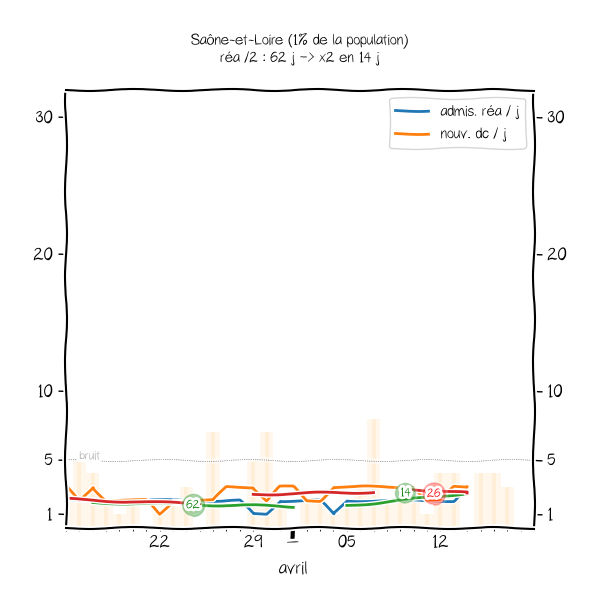 Saône-et-Loire (1% de la population)
réa /2 : 62 j -> x2 en 14 j
admis. réa / j
nouv. dc / j
30
30
20
20
10
10
5
5
bruit
1
1
62
14
26
22
29
05
12
avril